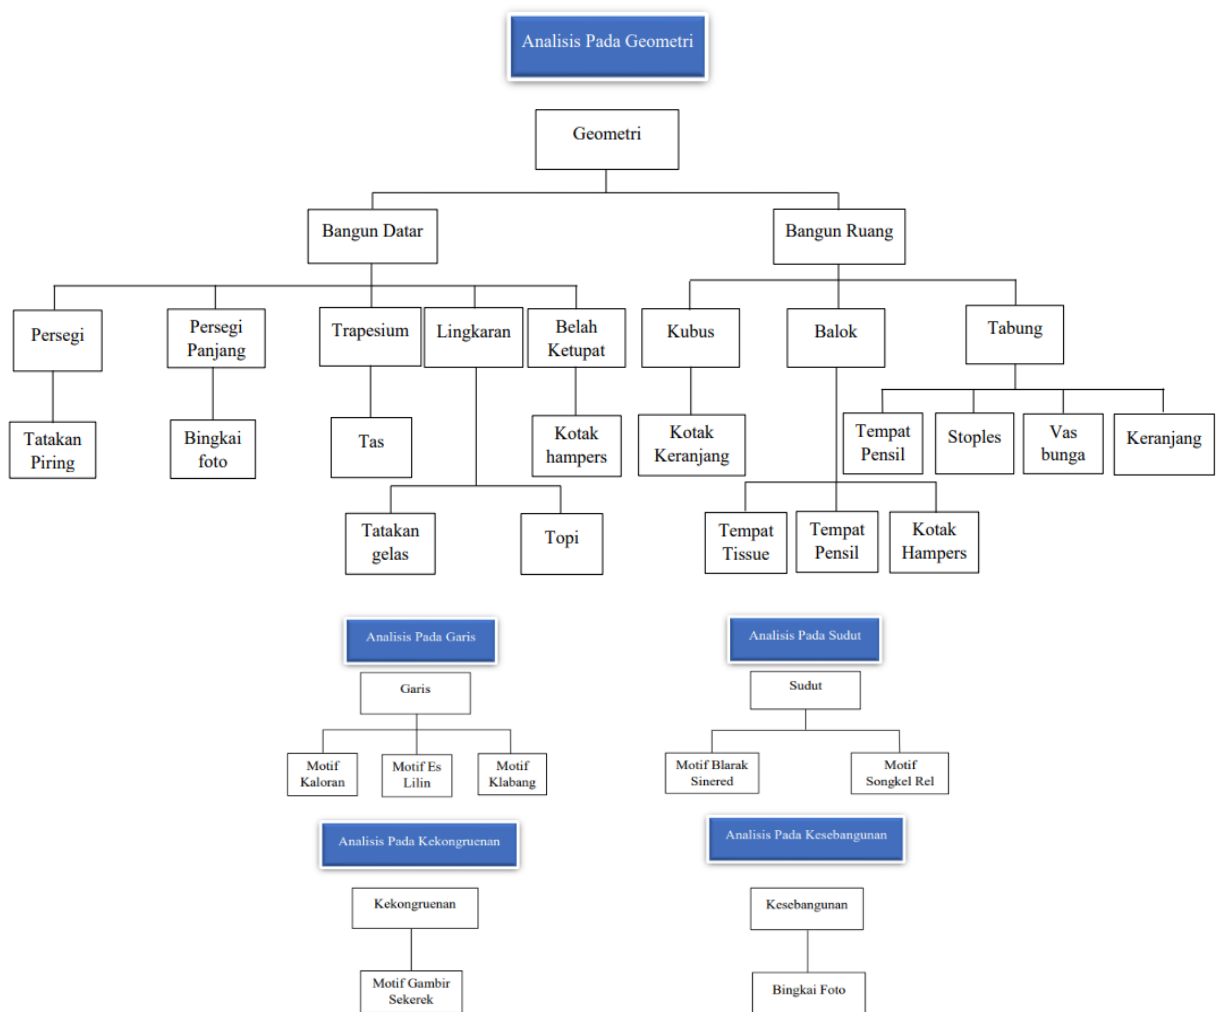 Analisis Pada Geometri
Geometri
Bangun Datar
Bangun Ruang
Persegi
Persegi
Panjang
Trapesium
Lingkaran
Belah
Ketupat
Kubus
Balok
Tabung
Tatakan
Piring
Bingkai
foto
Tas
Kotak
hampers
Kotak
Keranjang
Tempat
Pensil
Stoples
Vas
bunga
Keranjang
Tatakan
gelas
Topi
Tempat
Tissue
Tempat
Pensil
Kotak
Hampers
Analisis Pada Garis
Garis
Motif
Kaloran
Motif Es
Lilin
Motif
Klabang
Analisis Pada Sudut
Sudut
Motif Blarak
Sinered
Motif
Songkel Rel
Analisis Pada Kekongruenan
Kekongruenan
Motif Gambir
Sekerek
Analisis Pada Kesebangunan
Kesebangunan
Bingkai Foto